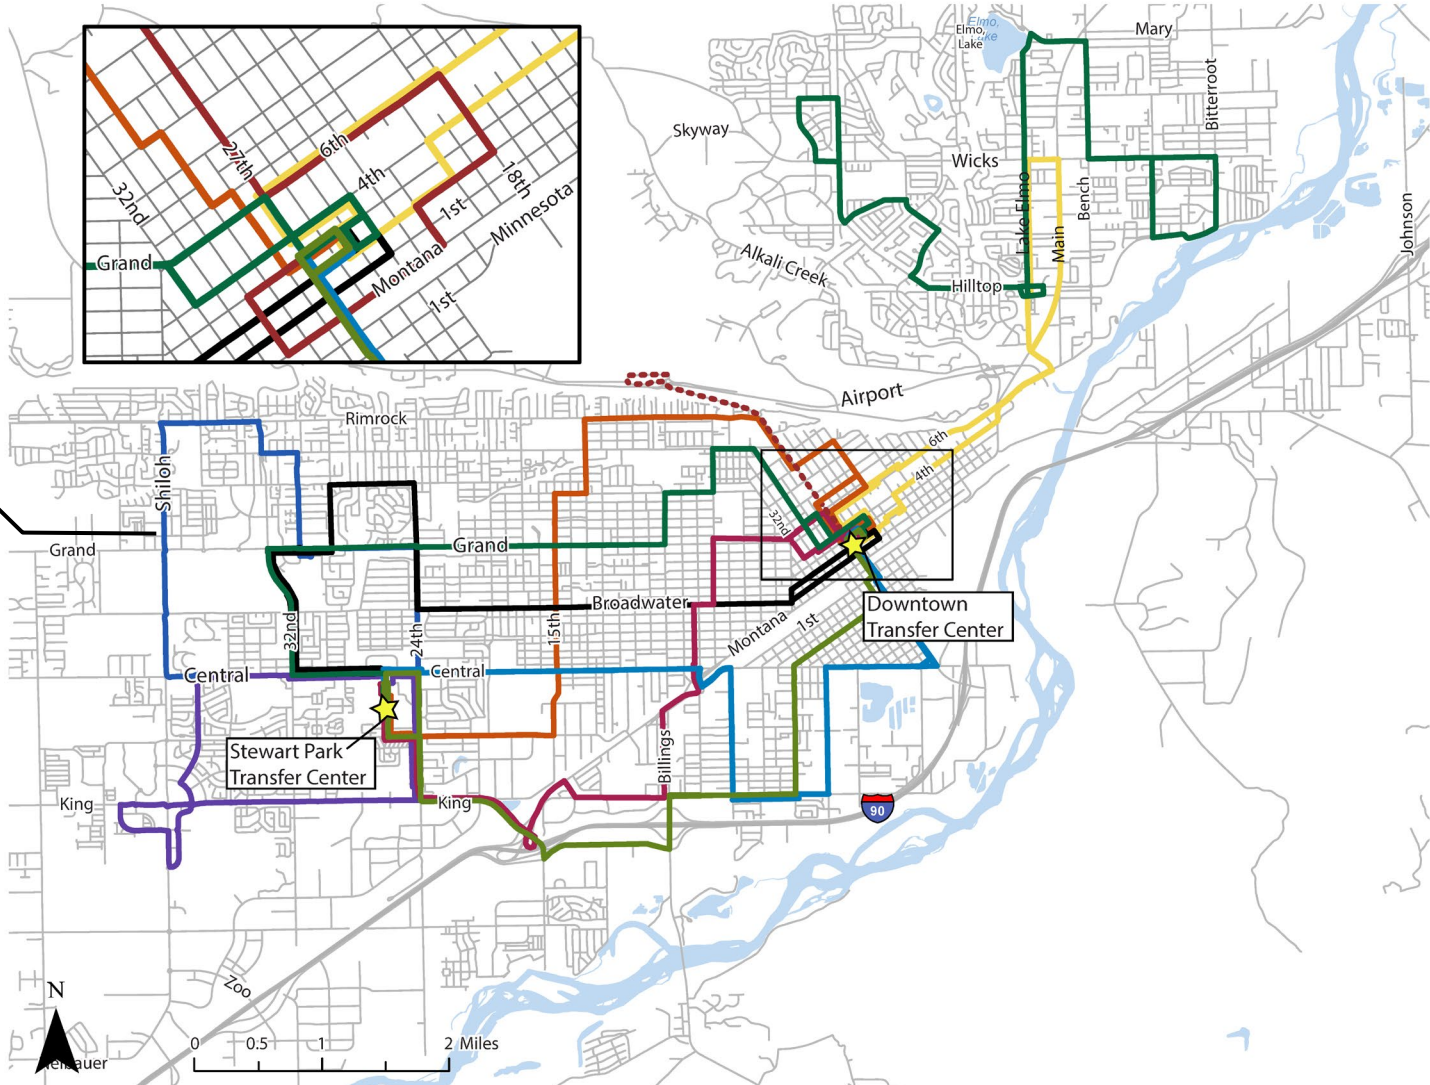 Elmo,
ke
Elmo,
Lake
Mary
Bitterroot
Skyway
Wicks
Lake Elmo
Bench
Main
Johnson
Alkali Creek
Hilltop
27th
6th
4th
18th
32nd
1st
Minnesota
Grand
Montana
1st
Airport
Rimrock
6th
4th
Shiloh
32nd
Grand
Grand
Broadwater
Downtown
Transfer Center
32nd
24th
15th
Montana
1st
Central
Central
Stewart Park
Transfer Center
Billings
King
King
90
Zoo
N
0 0.5 1 2 Miles